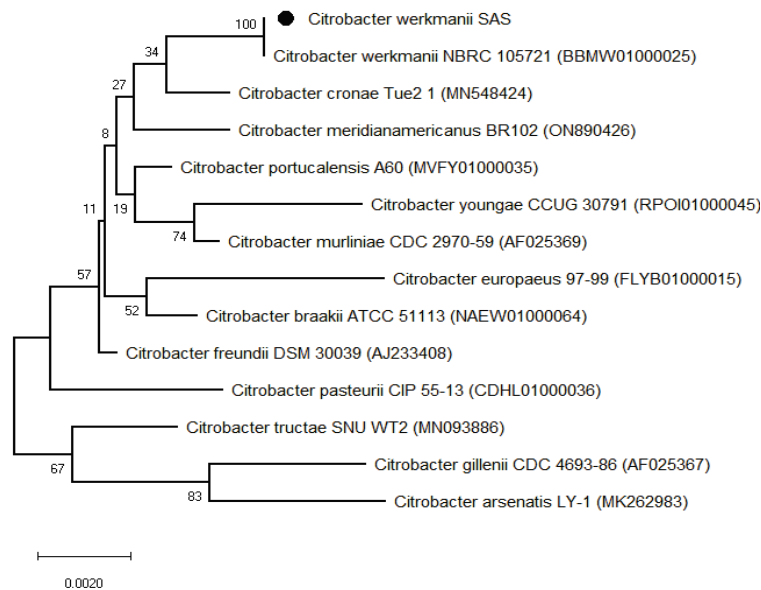 100
Citrobacter werkmanii SAS
34
Citrobacter werkmanii NBRC 105721 (BBMW01000025)
27
Citrobacter cronae Tue2 1 (MN548424)
8
Citrobacter meridianamericanus BR102 (ON890426)
Citrobacter portucalensis A60 (MVFY01000035)
11
19
Citrobacter youngae CCUG 30791 (RPOI01000045)
74
Citrobacter murliniae CDC 2970-59 (AF025369)
57
Citrobacter europaeus 97-99 (FLYB01000015)
52
Citrobacter braakii ATCC 51113 (NAEW01000064)
Citrobacter freundii DSM 30039 (AJ233408)
Citrobacter pasteurii CIP 55-13 (CDHL01000036)
Citrobacter tructae SNU WT2 (MN093886)
67
Citrobacter gillenii CDC 4693-86 (AF025367)
83
Citrobacter arsenatis LY-1 (MK262983)
0.0020